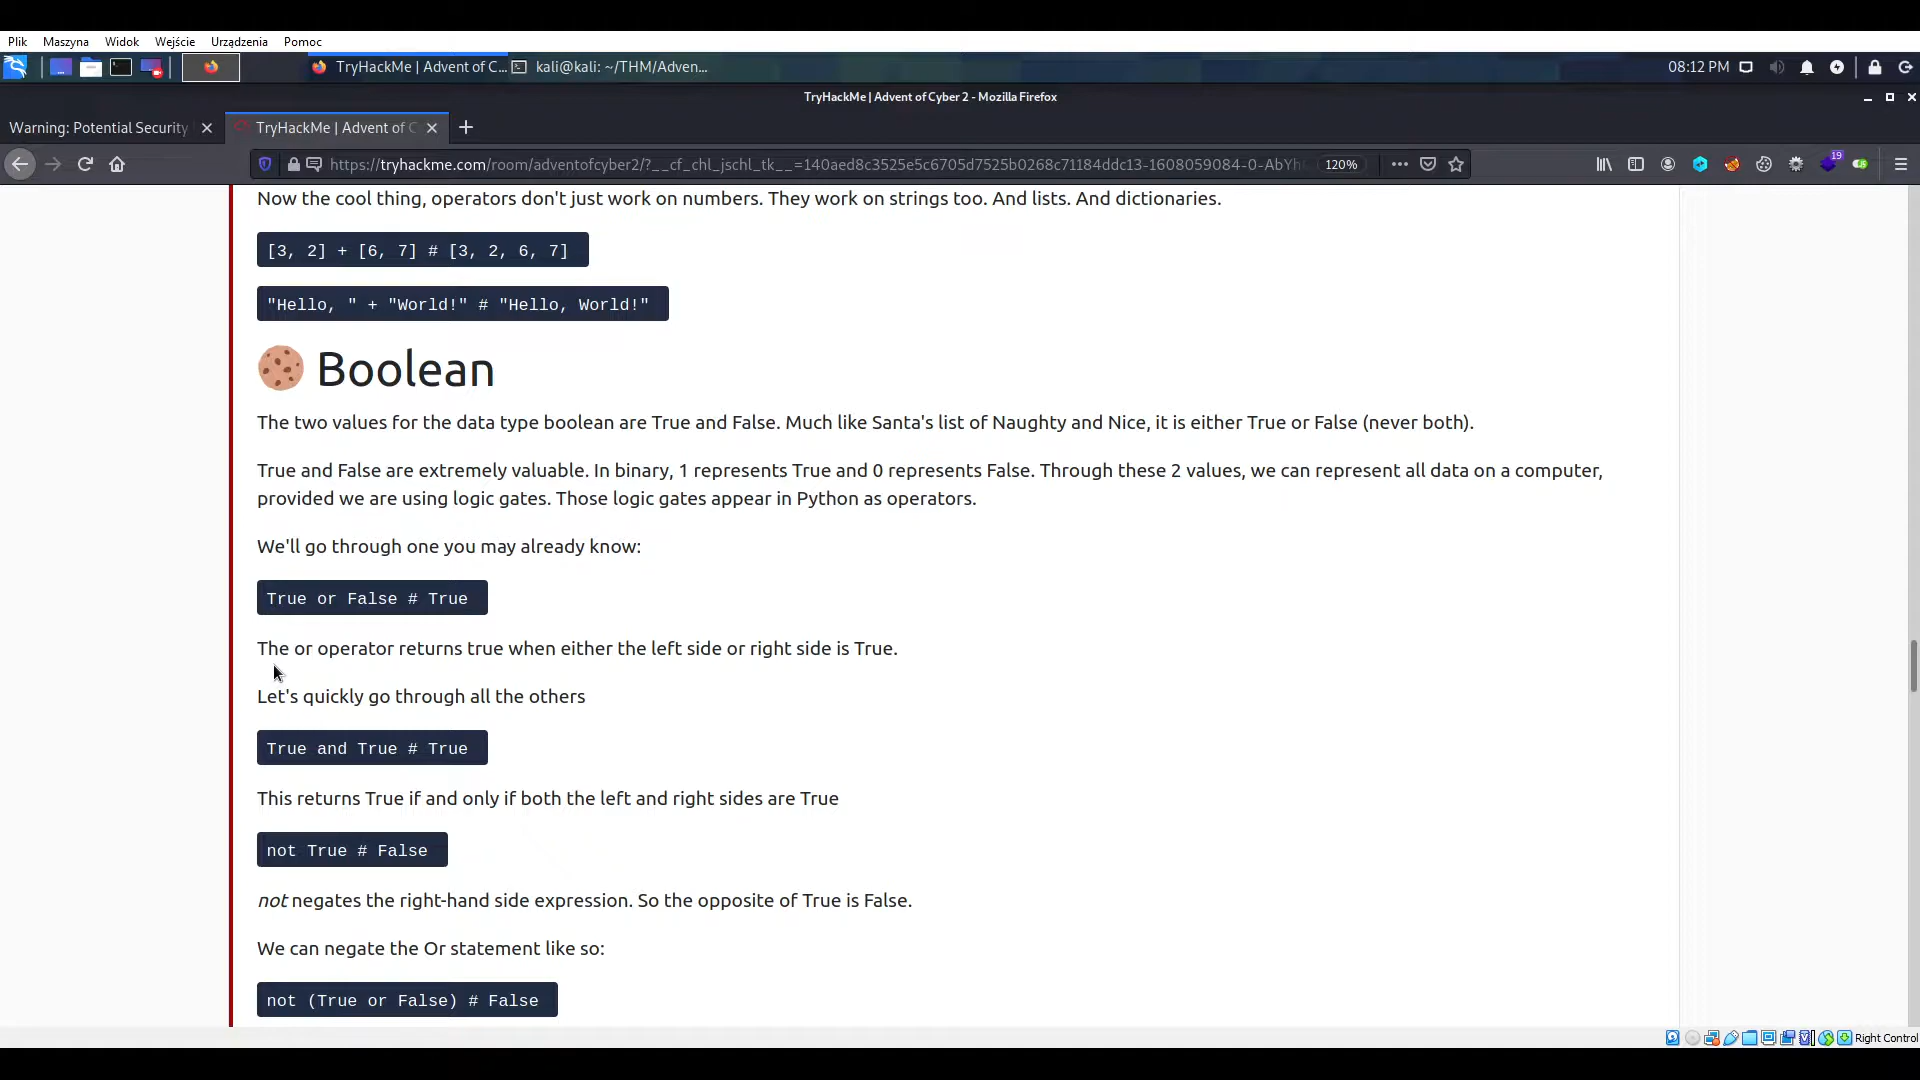 Plik Maszyna Widok Wejście Urządzenia Pomoc
TryHackMe | Advent of C... kali@kali: ~/THM/Adven... 08:12 PM
TryHackMe | Advent of Cyber 2 - Mozilla Firefox
Warning: Potential Security TryHackMe | Advent of C
https://tryhackme.com/room/adventofcyber2/?__cf_chl_jschl_tk__=140aed8c3525e5c6705d7525b0268c71184ddc13-1608059084-0-AbYh 120% 19
Now the cool thing, operators don't just work on numbers. They work on strings too. And lists. And dictionaries.
[3, 2] + [6, 7] # [3, 2, 6, 7]
"Hello, " + "World!" # "Hello, World!"
Boolean
The two values for the data type boolean are True and False. Much like Santa's list of Naughty and Nice, it is either True or False (never both).
True and False are extremely valuable. In binary, 1 represents True and 0 represents False. Through these 2 values, we can represent all data on a computer,
provided we are using logic gates. Those logic gates appear in Python as operators.
We'll go through one you may already know:
True or False # True
The or operator returns true when either the left side or right side is True.
Let's quickly go through all the others
True and True # True
This returns True if and only if both the left and right sides are True
not True # False
not negates the right-hand side expression. So the opposite of True is False.
We can negate the Or statement like so:
not (True or False) # False
Right Control